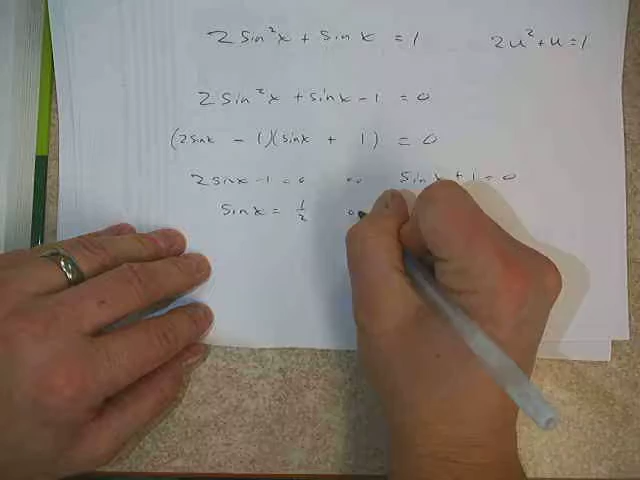 2 sin²x + sin x = 1
2u² + u = 1
2 sin²x + sin x - 1 = 0
(2 sin x - 1)(sin x + 1) = 0
2 sin x - 1 = 0 or sin x + 1 = 0
sin x = 1/2 o